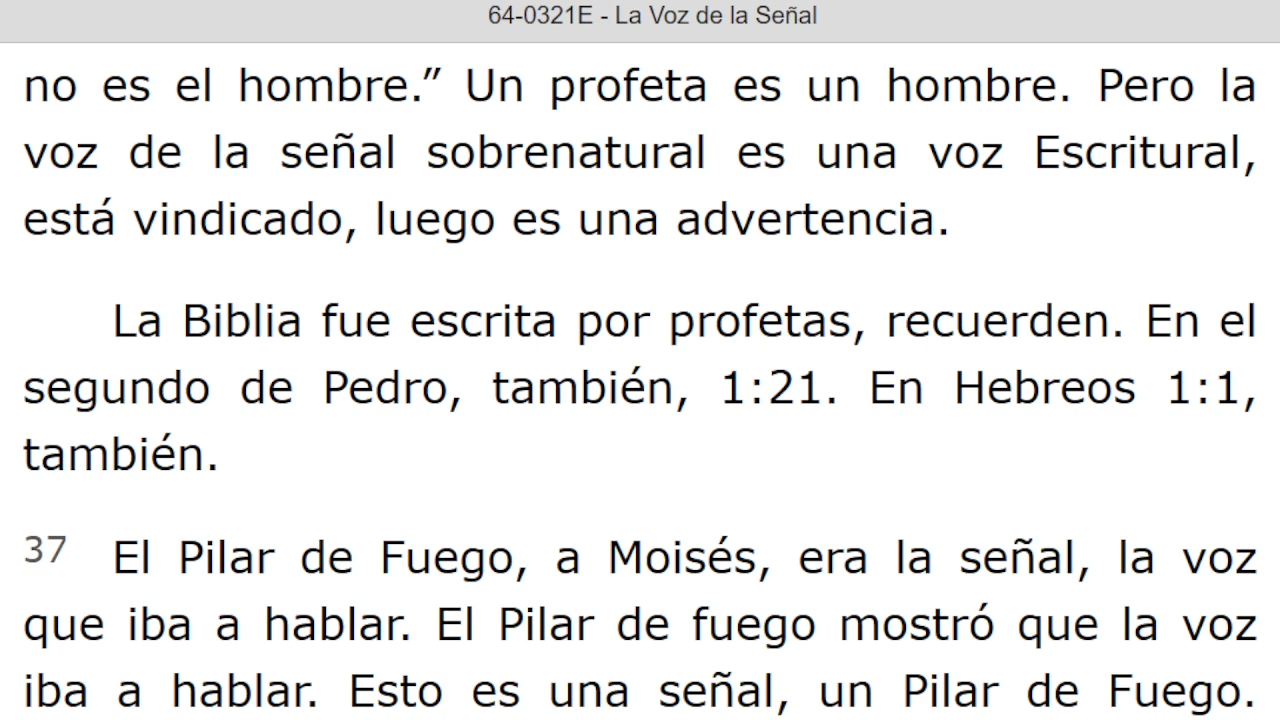 64-0321E - La Voz de la Señal
no es el hombre.” Un profeta es un hombre. Pero la
voz de la señal sobrenatural es una voz Escritural,
está vindicado, luego es una advertencia.
La Biblia fue escrita por profetas, recuerden. En el
segundo de Pedro, también, 1:21. En Hebreos 1:1,
también.
37 El Pilar de Fuego, a Moisés, era la señal, la voz
que iba a hablar. El Pilar de fuego mostró que la voz
iba a hablar. Esto es una señal, un Pilar de Fuego.